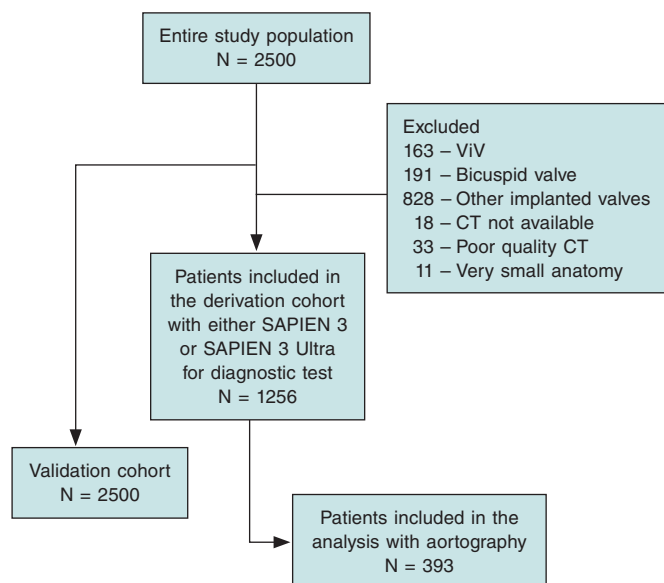 Entire study population
N = 2500
Excluded
163 – ViV
191 – Bicuspid valve
828 – Other implanted valves
18 – CT not available
33 – Poor quality CT
11 – Very small anatomy
Patients included in
the derivation cohort
with either SAPIEN 3
or SAPIEN 3 Ultra
for diagnostic test
N = 1256
Validation cohort
N = 2500
Patients included in the
analysis with aortography
N = 393